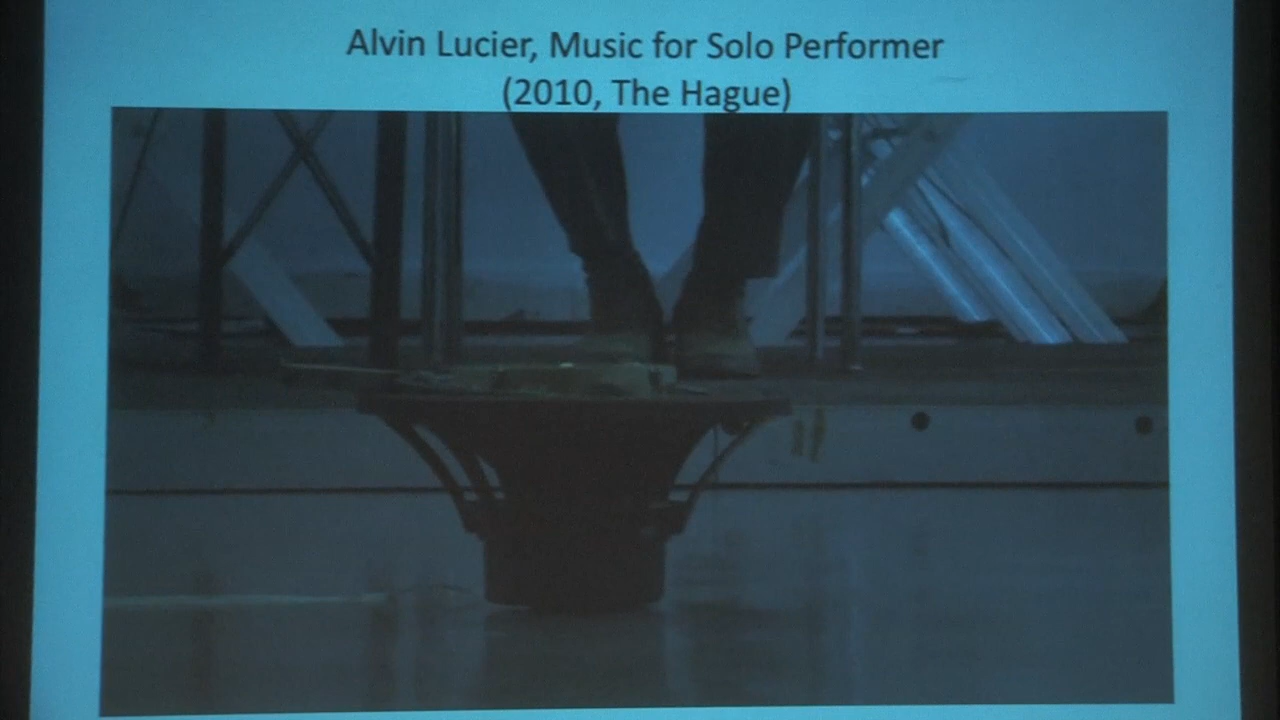 Alvin Lucier, Music for Solo Performer
(2010, The Hague)